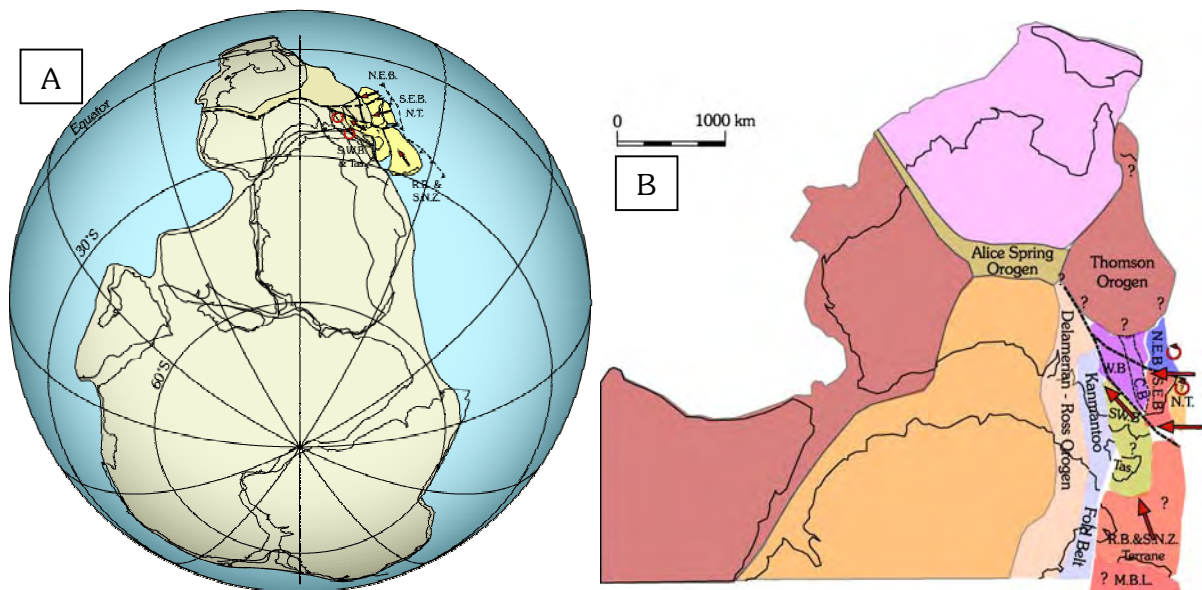 A
Equator
30°S
60°S
N.E.B.
S.E.B.
N.T.
S.W.B.
& Tas.
R.B. &
S.N.Z.
0 1000 km
B
Alice Spring
Orogen
?
Thomson
Orogen
?
?
?
?
Delamerian - Ross Orogen
Kanmantoo
Fold Belt
W.B
C.B
N.E.B
S.E.B
N.T.
SW.B
?
Tas.
?
R.B.&S.N.Z.
Terrane
? M.B.L.